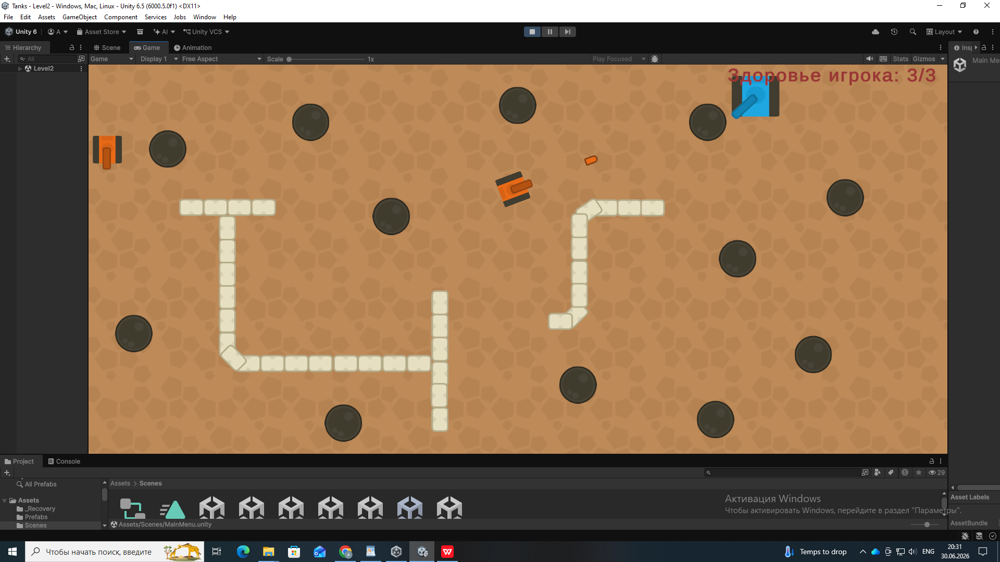 Tanks - Level2 - Windows, Mac, Linux - Unity 6.5 (6000.5.0f1) <DX11>
File Edit Assets GameObject Component Services Jobs Window Help
Unity 6 A Asset Store AI Unity VCS Layout
Hierarchy Scene Game Animation
All Game Display 1 Free Aspect Scale 1x Play Focused Stats Gizmos
Level2
Main Me
Здоровье игрока: 3/3
Project Console
29
All Prefabs
Assets > Scenes
Assets
_Recovery
Prefabs
Scenes
Assets/Scenes/MainMenu.unity
Asset Labels
AssetBundle
Активация Windows
Чтобы активировать Windows, перейдите в раздел "Параметры".
Чтобы начать поиск, введите
Temps to drop
ENG
20:31
30.06.2026